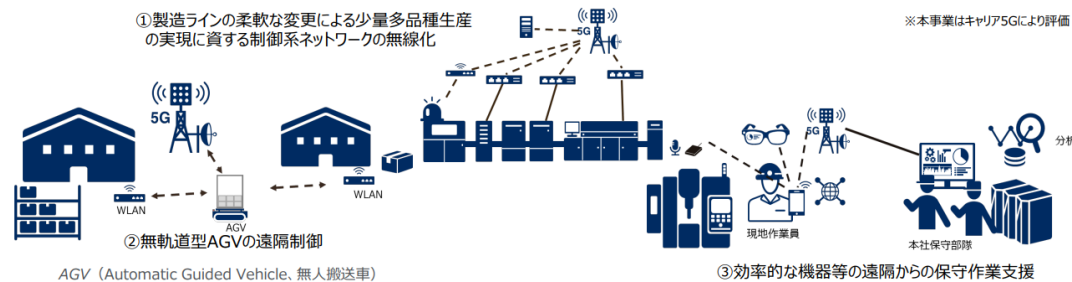 ①製造ラインの柔軟な変更による少量多品種生産
の実現に資する制御系ネットワークの無線化
※本事業はキャリア5Gにより評価
5G
5G
5G
WLAN
WLAN
AGV
分析
現地作業員
本社保守部隊
②無軌道型AGVの遠隔制御
AGV（Automatic Guided Vehicle、無人搬送車）
③効率的な機器等の遠隔からの保守作業支援